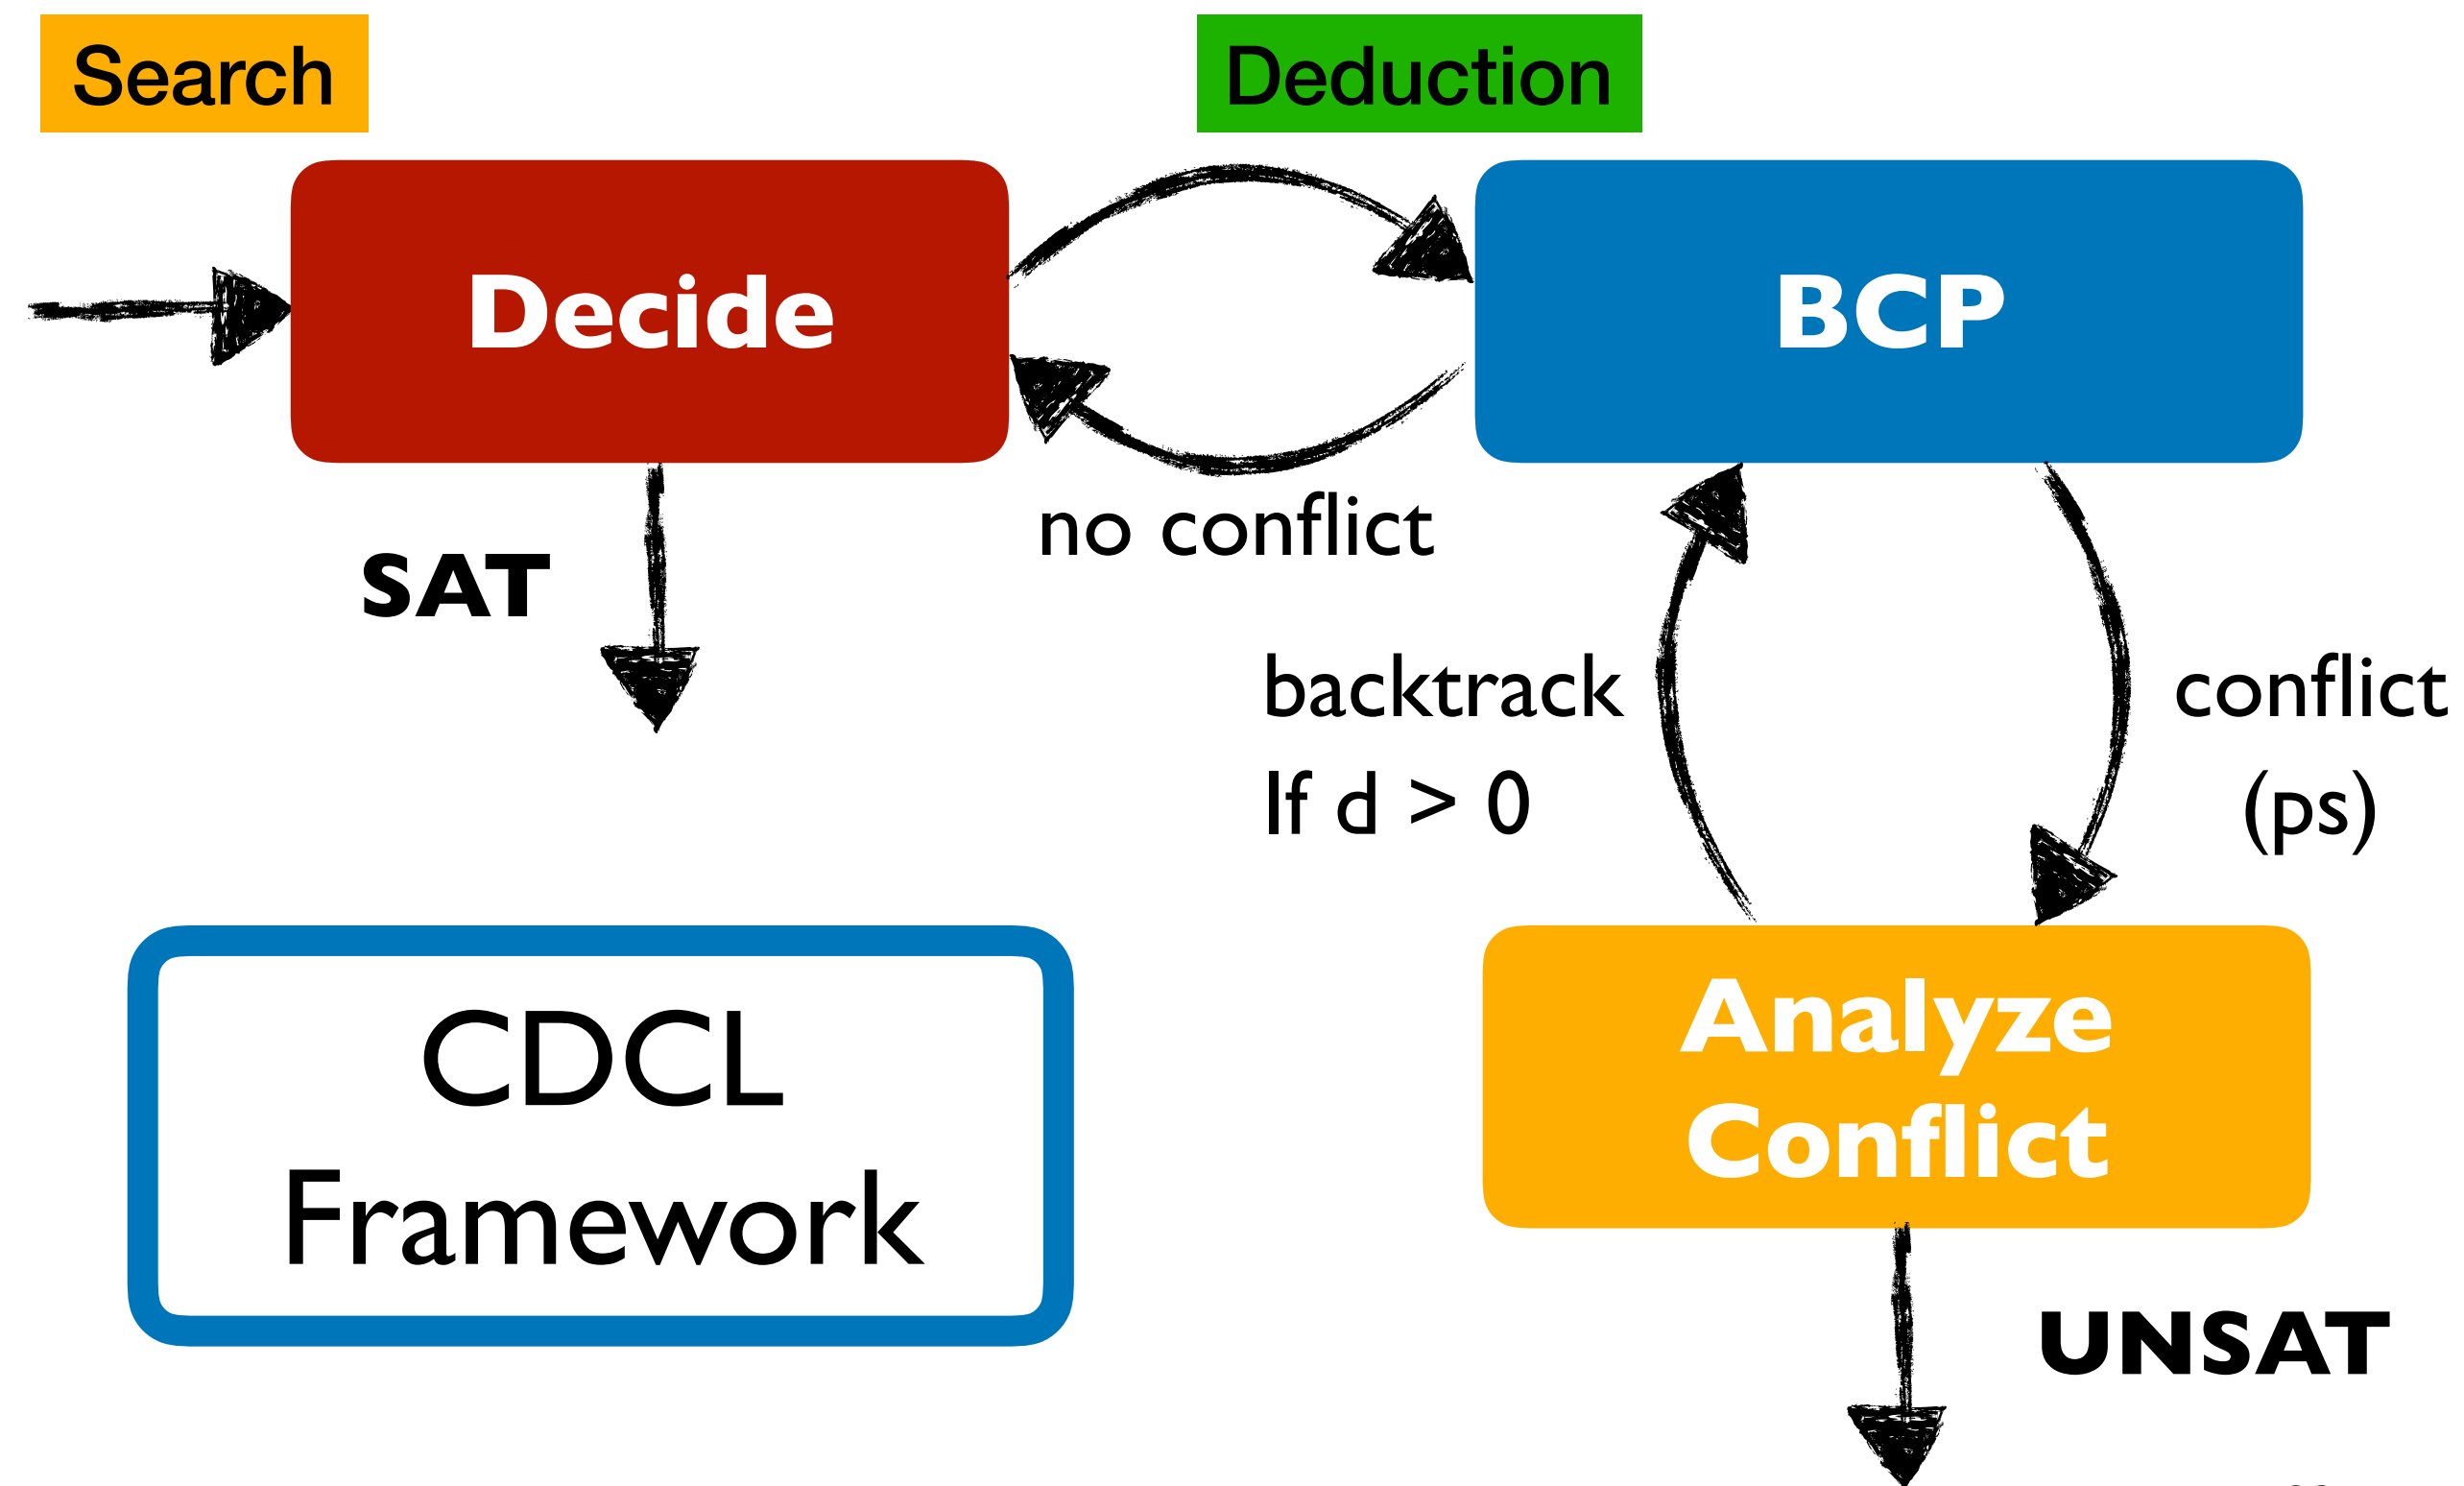 Search
Deduction
Decide
BCP
no conflict
SAT
backtrack
If d > 0
conflict
(ps)
Analyze
Conflict
CDCL
Framework
UNSAT